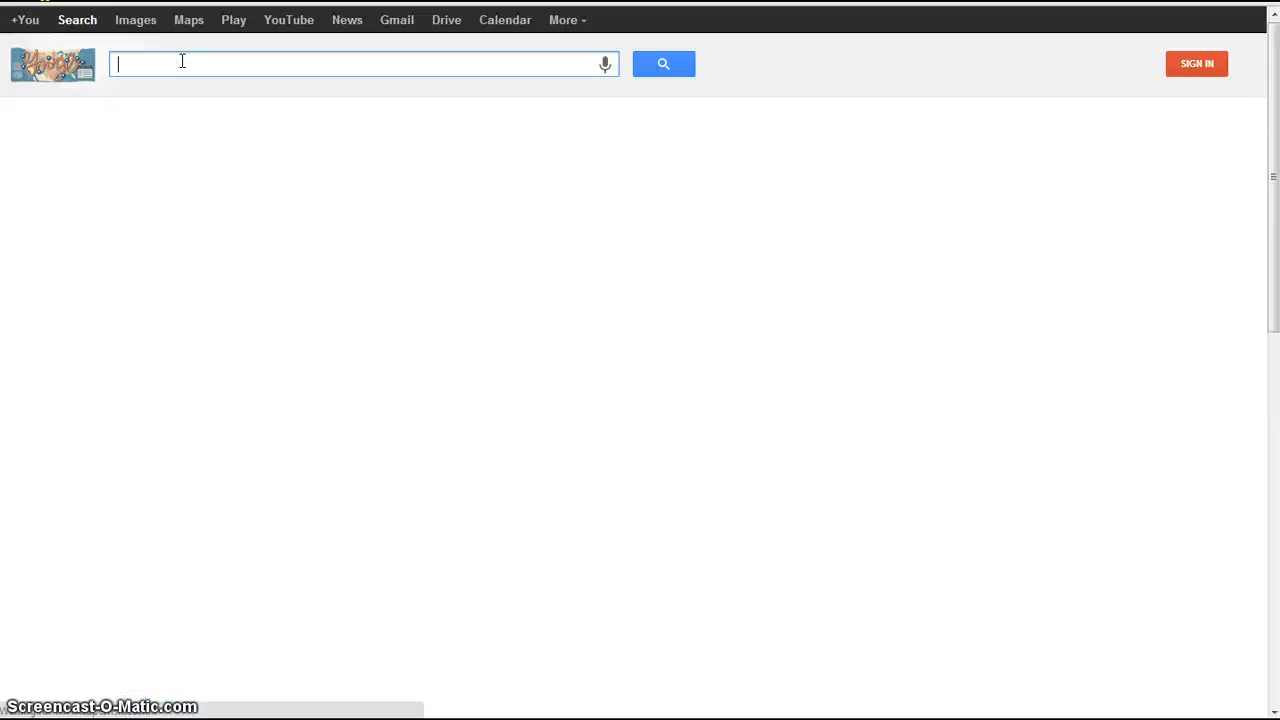 +You Search Images Maps Play YouTube News Gmail Drive Calendar More
SIGN IN
Screencast-O-Matic.com